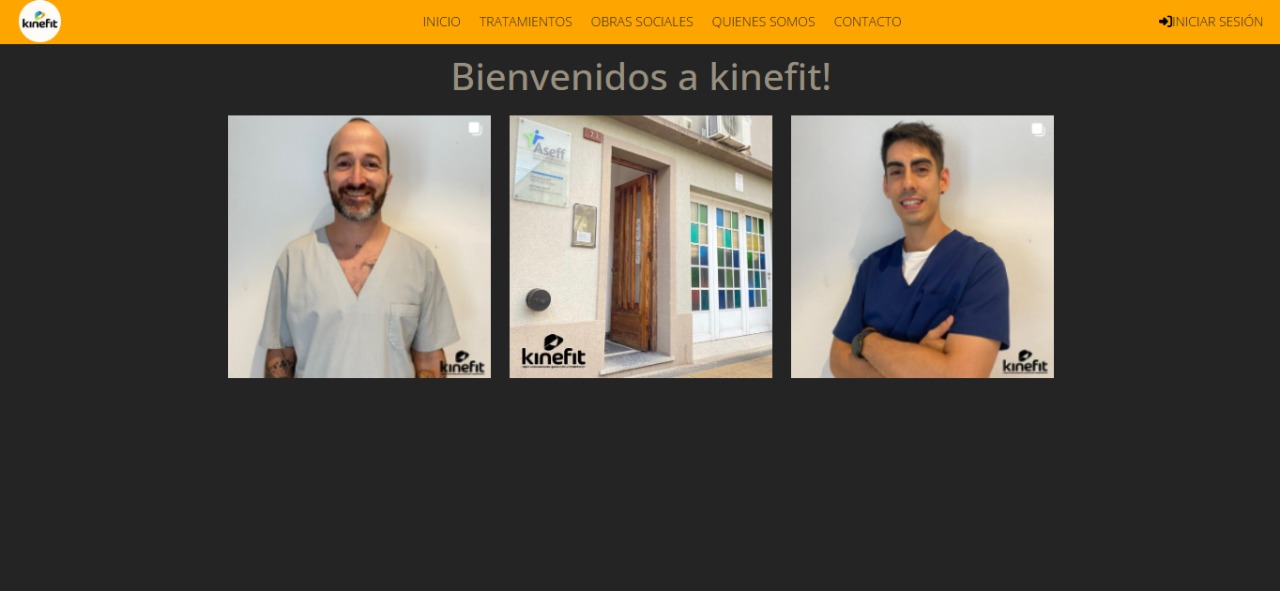 kinefit
INICIO
TRATAMIENTOS
OBRAS SOCIALES
QUIENES SOMOS
CONTACTO
INICIAR SESIÓN
Bienvenidos a kinefit!
Aseff
kinefit
kinefit
kinefit